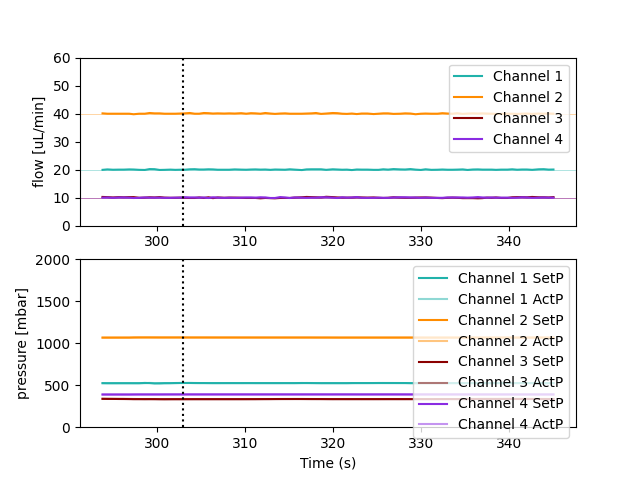 60
50
40
30
20
10
0
flow [uL/min]
Channel 1
Channel 2
Channel 3
Channel 4
300 310 320 330 340
2000
1500
1000
500
0
pressure [mbar]
Channel 1 SetP
Channel 1 ActP
Channel 2 SetP
Channel 2 ActP
Channel 3 SetP
Channel 3 ActP
Channel 4 SetP
Channel 4 ActP
300 310 320 330 340
Time (s)